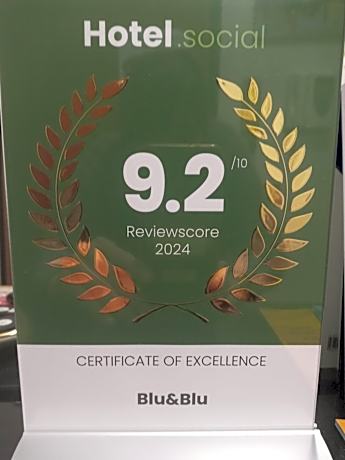 Hotel.social
9.2/10
Reviewscore
2024
CERTIFICATE OF EXCELLENCE
Blu&Blu